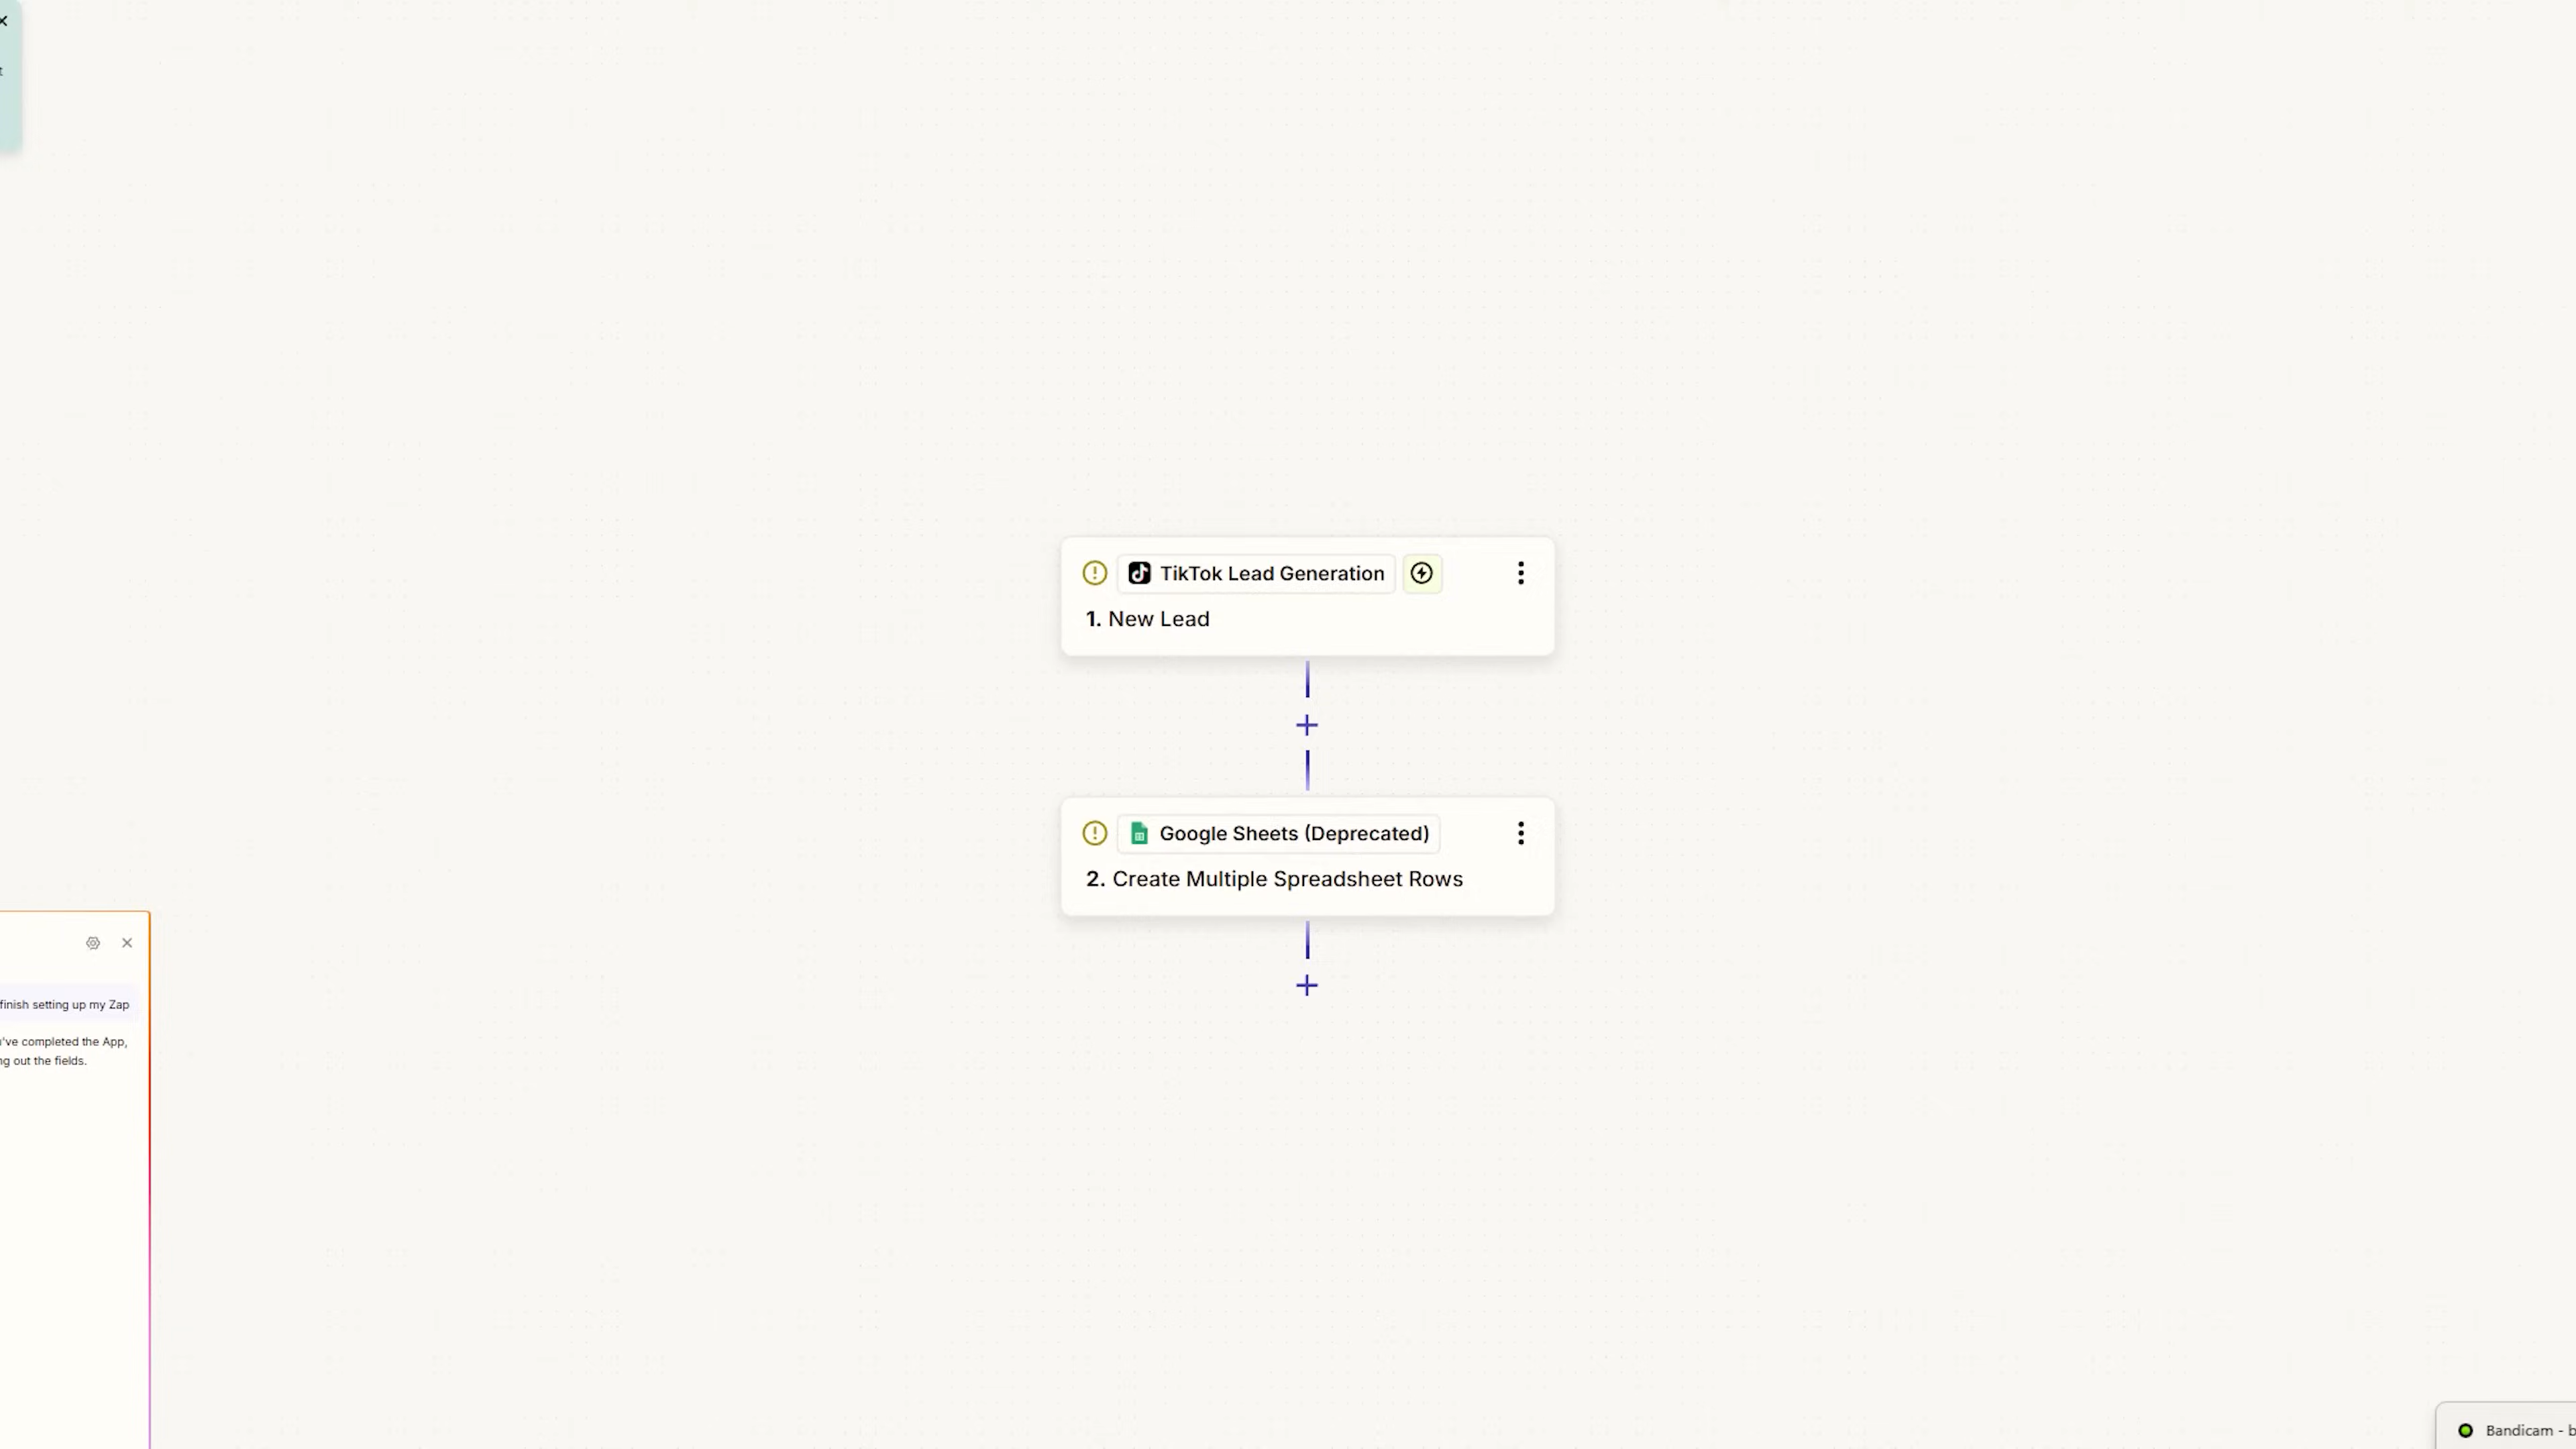 t
TikTok Lead Generation
1. New Lead
Google Sheets (Deprecated)
2. Create Multiple Spreadsheet Rows
finish setting up my Zap
've completed the App,
ng out the fields.
Bandicam - b